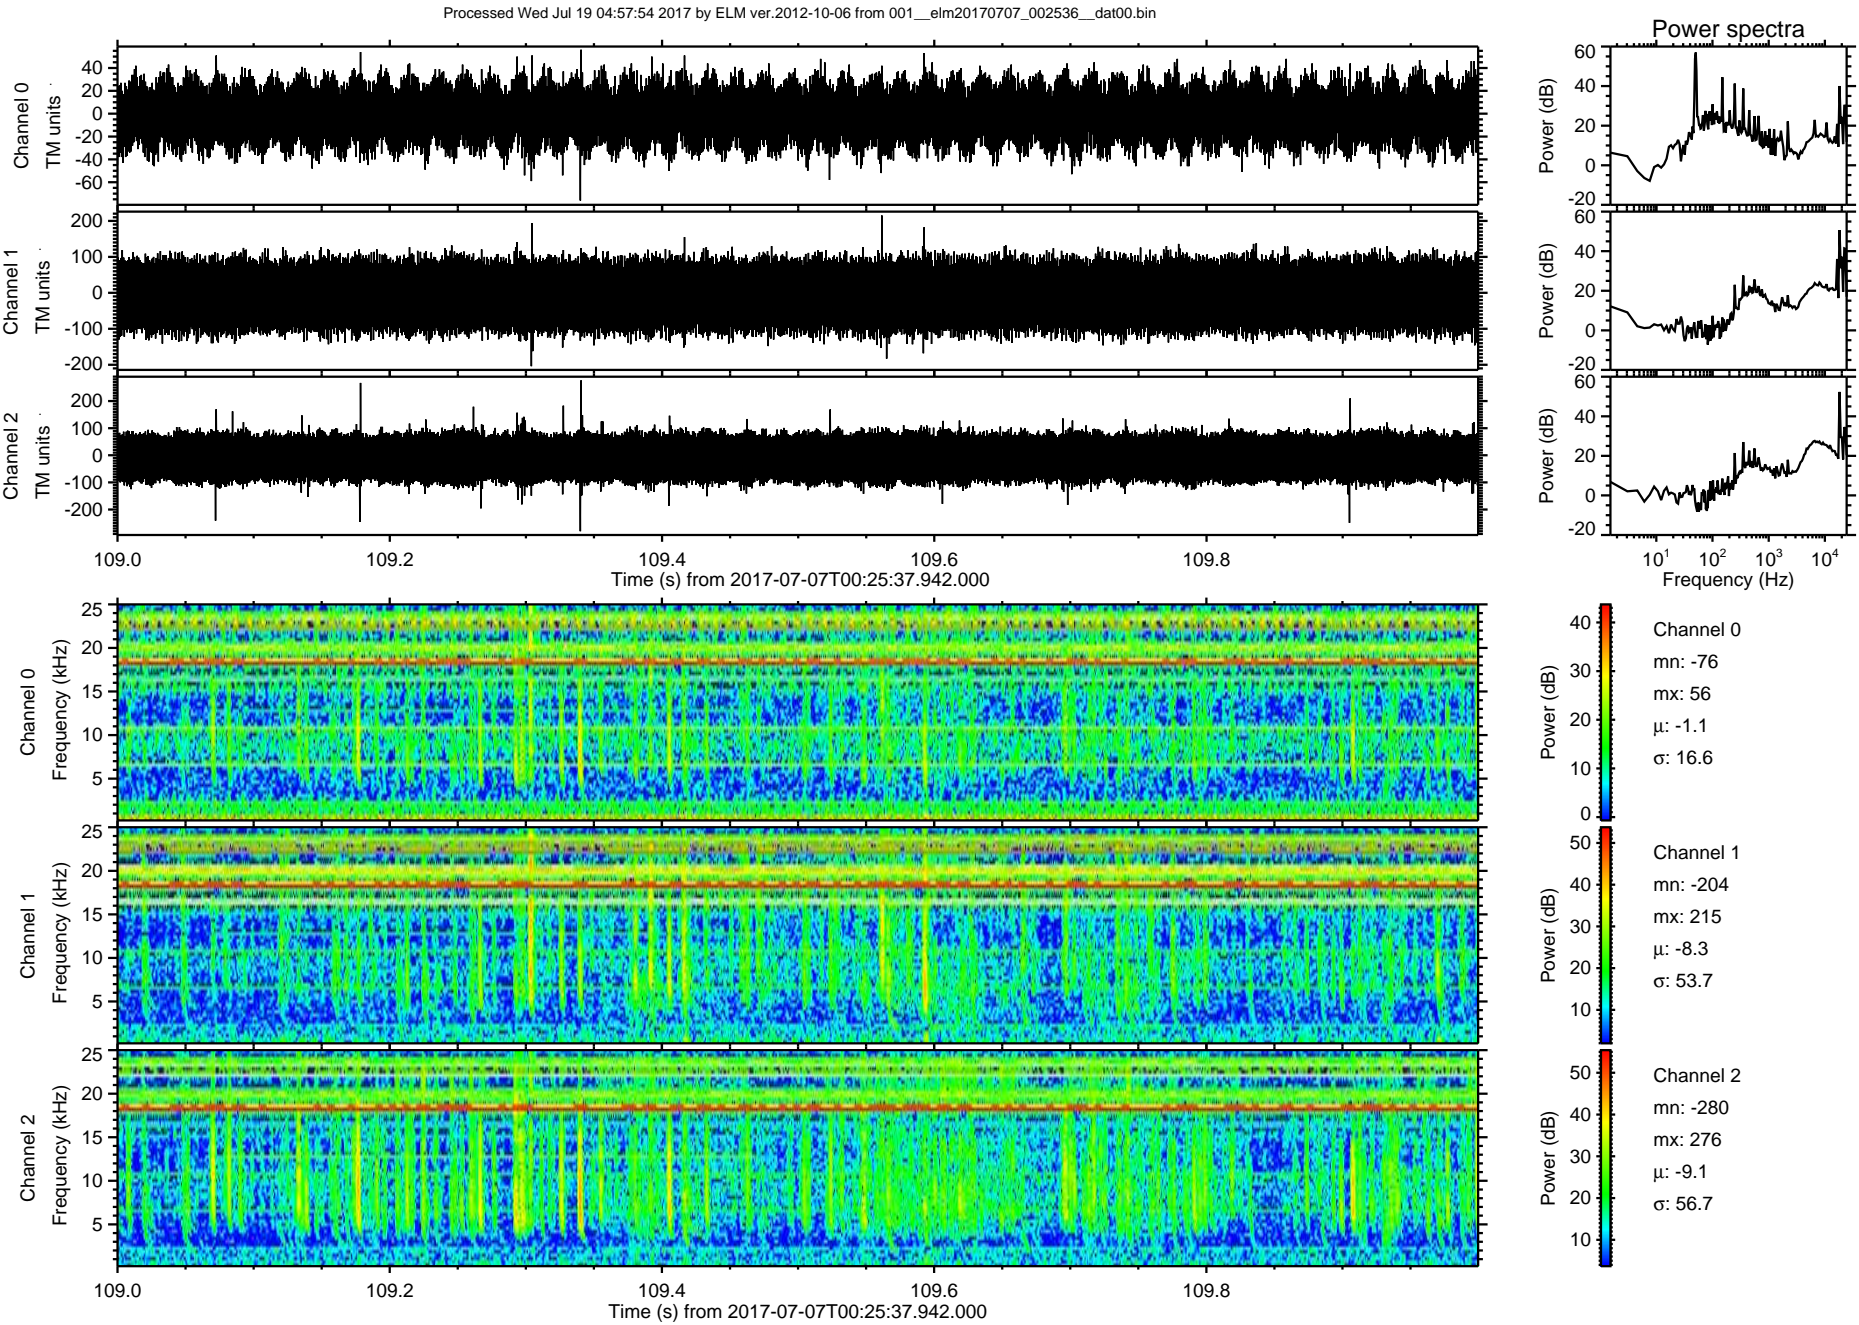 Processed Wed Jul 19 04:57:54 2017 by ELM ver.2012-10-06 from 001__elm20170707_002536__dat00.bin
Power spectra
Channel 0
TM units
40
20
0
-20
-40
-60
Power (dB)
60
40
20
0
-20
Channel 1
TM units
200
100
0
-100
-200
Power (dB)
60
40
20
0
-20
Channel 2
TM units
200
100
0
-100
-200
Power (dB)
60
40
20
0
-20
109.0 109.2 109.4 109.6 109.8
Time (s) from 2017-07-07T00:25:37.942.000
10^1 10^2 10^3 10^4
Frequency (Hz)
Channel 0
Frequency (kHz)
25
20
15
10
5
Power (dB)
40
30
20
10
0
Channel 0
mn: -76
mx: 56
µ: -1.1
σ: 16.6
Channel 1
Frequency (kHz)
25
20
15
10
5
Power (dB)
50
40
30
20
10
Channel 1
mn: -204
mx: 215
µ: -8.3
σ: 53.7
Channel 2
Frequency (kHz)
25
20
15
10
5
Power (dB)
50
40
30
20
10
Channel 2
mn: -280
mx: 276
µ: -9.1
σ: 56.7
109.0 109.2 109.4 109.6 109.8
Time (s) from 2017-07-07T00:25:37.942.000